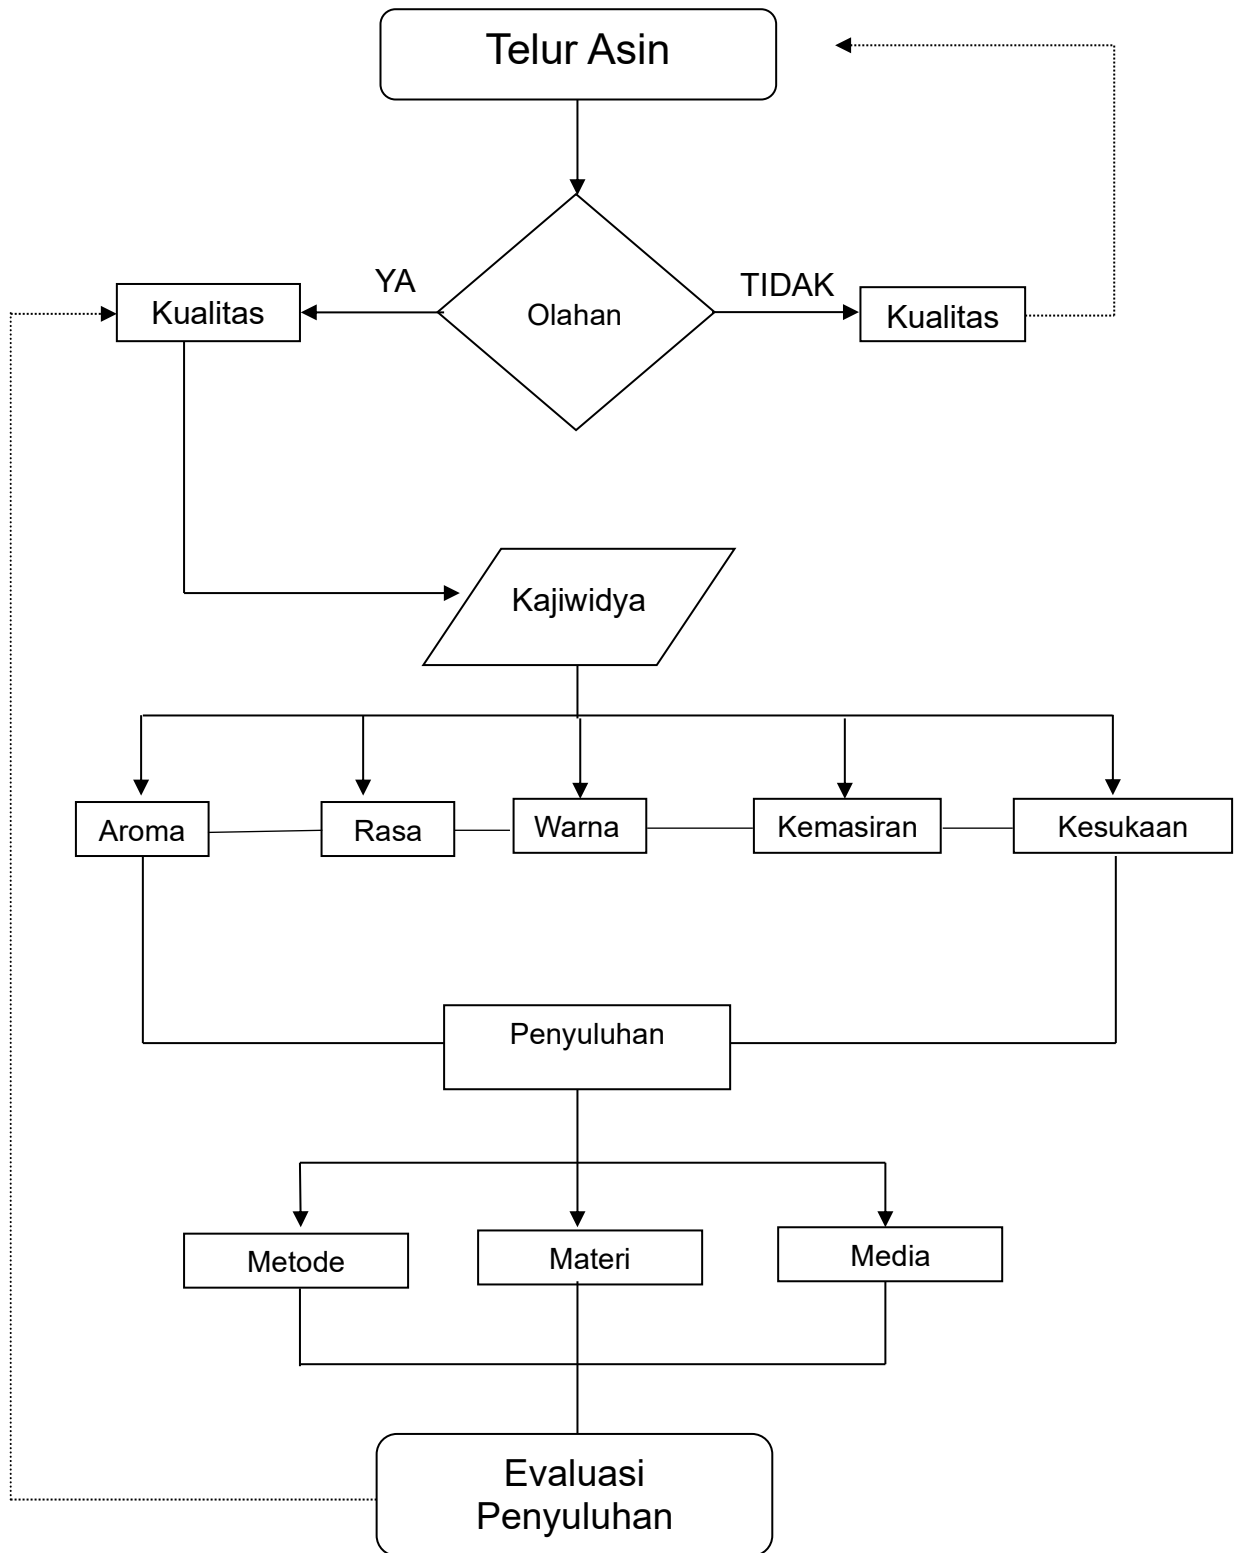 Telur Asin
YA
TIDAK
Kualitas
Olahan
Kualitas
Kajiwidya
Aroma
Rasa
Warna
Kemasiran
Kesukaan
Penyuluhan
Metode
Materi
Media
Evaluasi
Penyuluhan